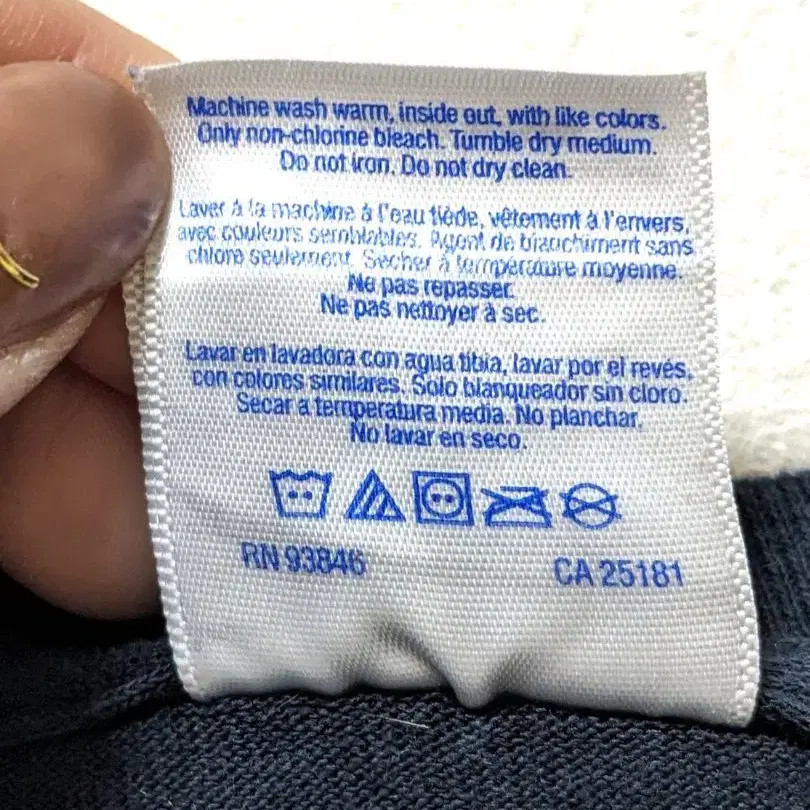 Machine wash warm, inside out, with like colors.
Only non-chlorine bleach. Tumble dry medium.
Do not iron. Do not dry clean.
Laver à la machine à l'eau tiède, vêtement à l'envers,
avec couleurs semblables. Agent de blanchiment sans
chlore seulement. Sécher à température moyenne.
Ne pas repasser.
Ne pas nettoyer à sec.
Lavar en lavadora con agua tibia, lavar por el revés,
con colores similares. Solo blanqueador sin cloro.
Secar a temperatura media. No planchar.
No lavar en seco.
RN 93846 CA 25181